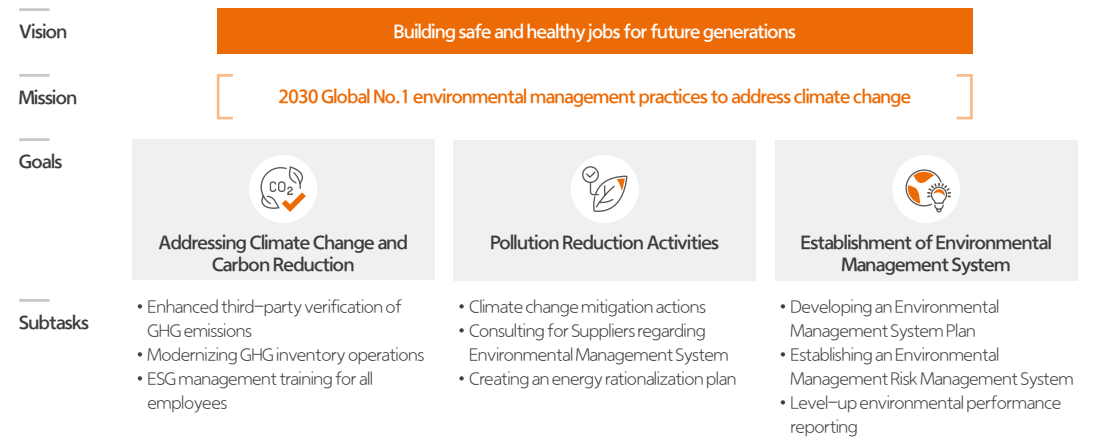 Vision
Building safe and healthy jobs for future generations
Mission
2030 Global No.1 environmental management practices to address climate change
Goals
CO2
Addressing Climate Change and
Carbon Reduction
Pollution Reduction Activities
Establishment of Environmental
Management System
Subtasks
• Enhanced third-party verification of
GHG emissions
• Modernizing GHG inventory operations
• ESG management training for all
employees
• Climate change mitigation actions
• Consulting for Suppliers regarding
Environmental Management System
• Creating an energy rationalization plan
• Developing an Environmental
Management System Plan
• Establishing an Environmental
Management Risk Management System
• Level-up environmental performance
reporting